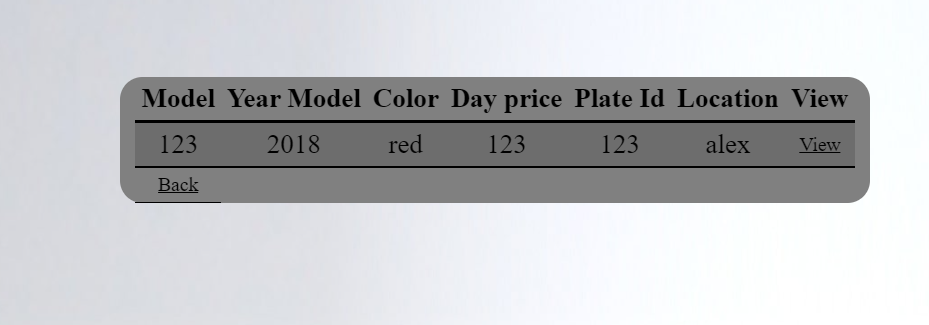 Model Year Model Color Day price Plate Id Location View
123 2018 red 123 123 alex View
Back